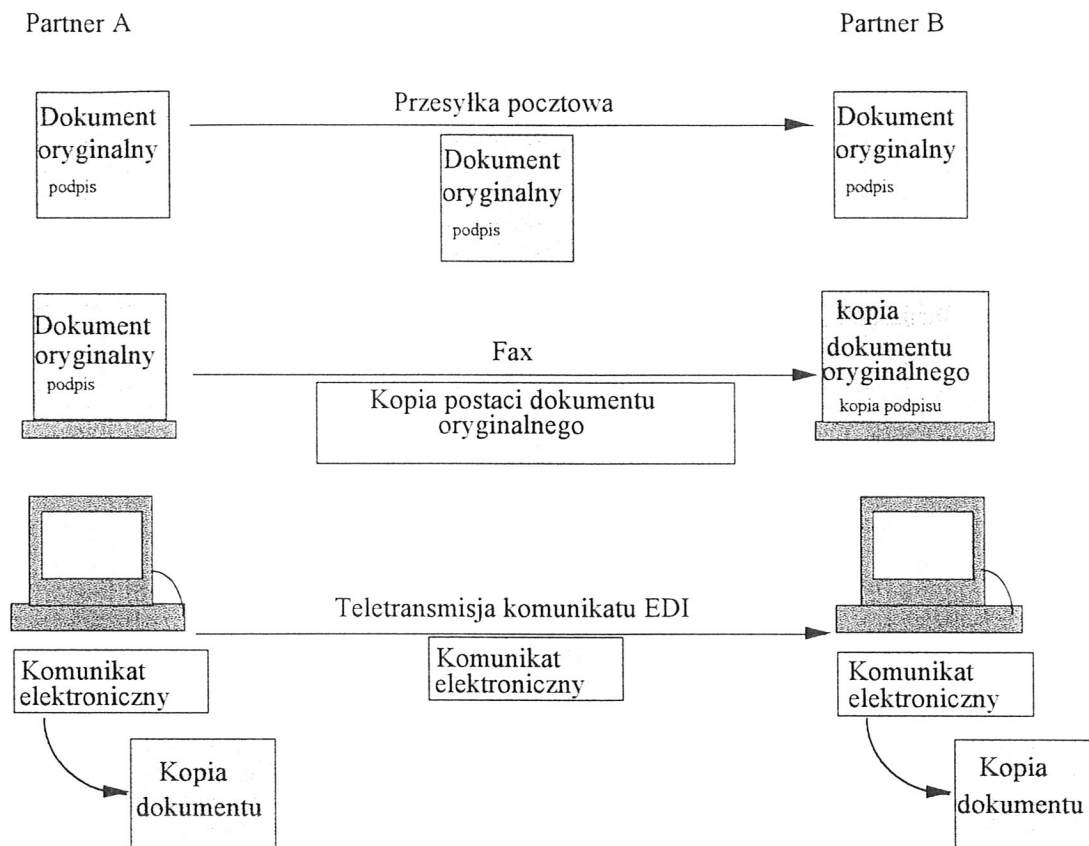 Partner A
Partner B
Dokument
oryginalny
podpis
Przesyłka pocztowa
Dokument
oryginalny
podpis
Dokument
oryginalny
podpis
Dokument
oryginalny
podpis
Fax
Kopia postaci dokumentu
oryginalnego
kopia
dokumentu
oryginalnego
kopia podpisu
Teletransmisja komunikatu EDI
Komunikat
elektroniczny
Komunikat
elektroniczny
Komunikat
elektroniczny
Kopia
dokumentu
Kopia
dokumentu